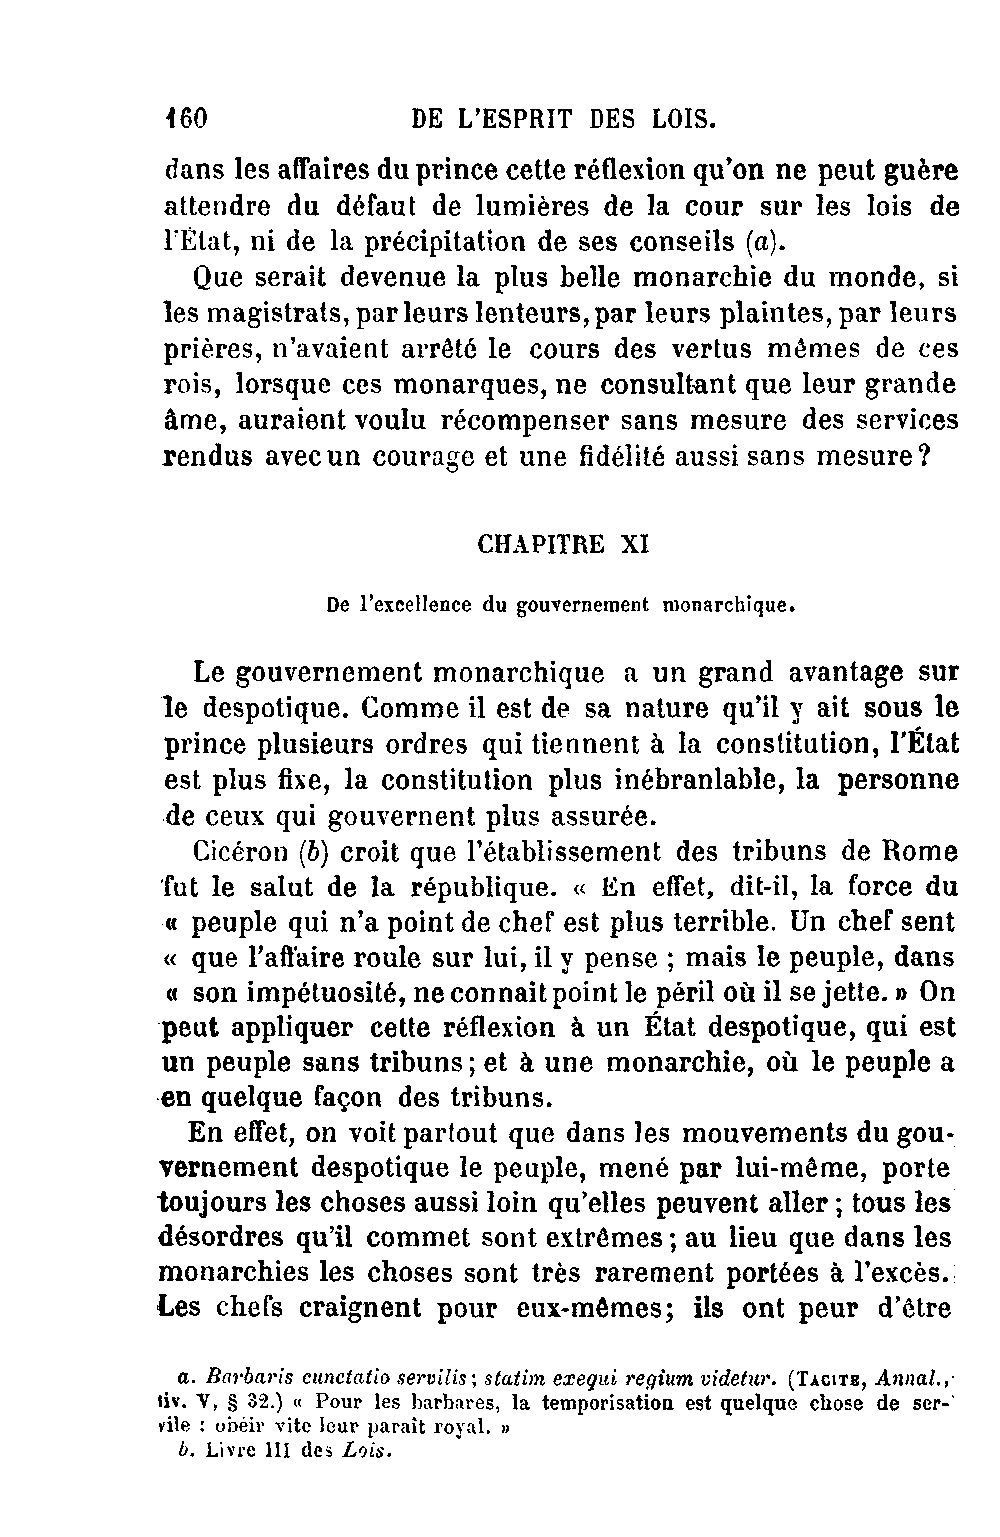 160 DE L'ESPRIT DES LOIS.
dans les affaires du prince cette réflexion qu'on ne peut guère
attendre du défaut de lumières de la cour sur les lois de
l'État, ni de la précipitation de ses conseils (a).
Que serait devenue la plus belle monarchie du monde, si
les magistrats, par leurs lenteurs, par leurs plaintes, par leurs
prières, n'avaient arrêté le cours des vertus mêmes de ces
rois, lorsque ces monarques, ne consultant que leur grande
âme, auraient voulu récompenser sans mesure des services
rendus avec un courage et une fidélité aussi sans mesure?
CHAPITRE XI
De l'excellence du gouvernement monarchique.
Le gouvernement monarchique a un grand avantage sur
le despotique. Comme il est de sa nature qu'il y ait sous le
prince plusieurs ordres qui tiennent à la constitution, l'État
est plus fixe, la constitution plus inébranlable, la personne
de ceux qui gouvernent plus assurée.
Cicéron (b) croit que l'établissement des tribuns de Rome
fut le salut de la république. « En effet, dit-il, la force du
« peuple qui n'a point de chef est plus terrible. Un chef sent
« que l'affaire roule sur lui, il y pense ; mais le peuple, dans
« son impétuosité, ne connait point le péril où il se jette. » On
peut appliquer cette réflexion à un État despotique, qui est
un peuple sans tribuns ; et à une monarchie, où le peuple a
en quelque façon des tribuns.
En effet, on voit partout que dans les mouvements du gou-
vernement despotique le peuple, mené par lui-même, porte
toujours les choses aussi loin qu'elles peuvent aller ; tous les
désordres qu'il commet sont extrêmes ; au lieu que dans les
monarchies les choses sont très rarement portées à l'excès.
Les chefs craignent pour eux-mêmes; ils ont peur d'être
a. Barbaris cunctatio servilis ; statim exequi regium videtur. (TACITE, Annal.,
liv. V, § 32.) « Pour les barbares, la temporisation est quelque chose de ser-
vile : obéir vite leur parait royal. »
b. Livre III des Lois.